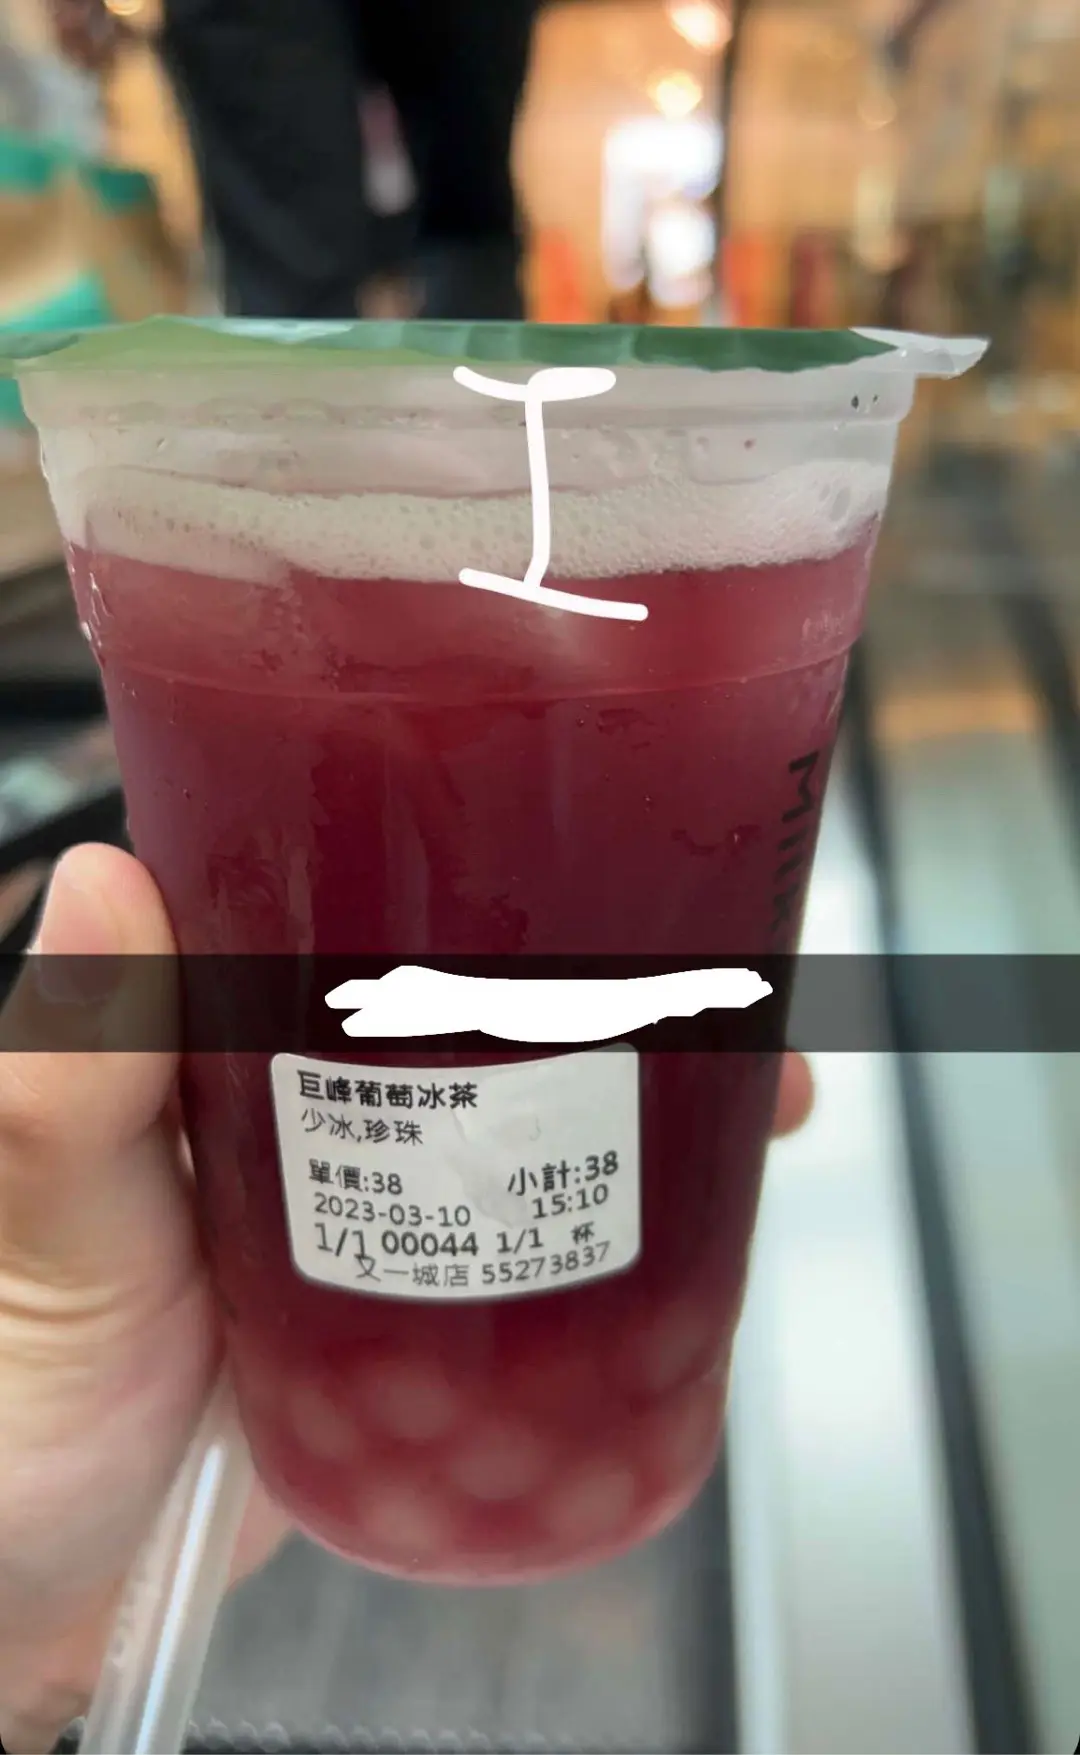 MilK
巨峰葡萄冰茶
少冰,珍珠
單價:38 小計:38
2023-03-10 15:10
1/1 00044 1/1 杯
又一城店 55273837